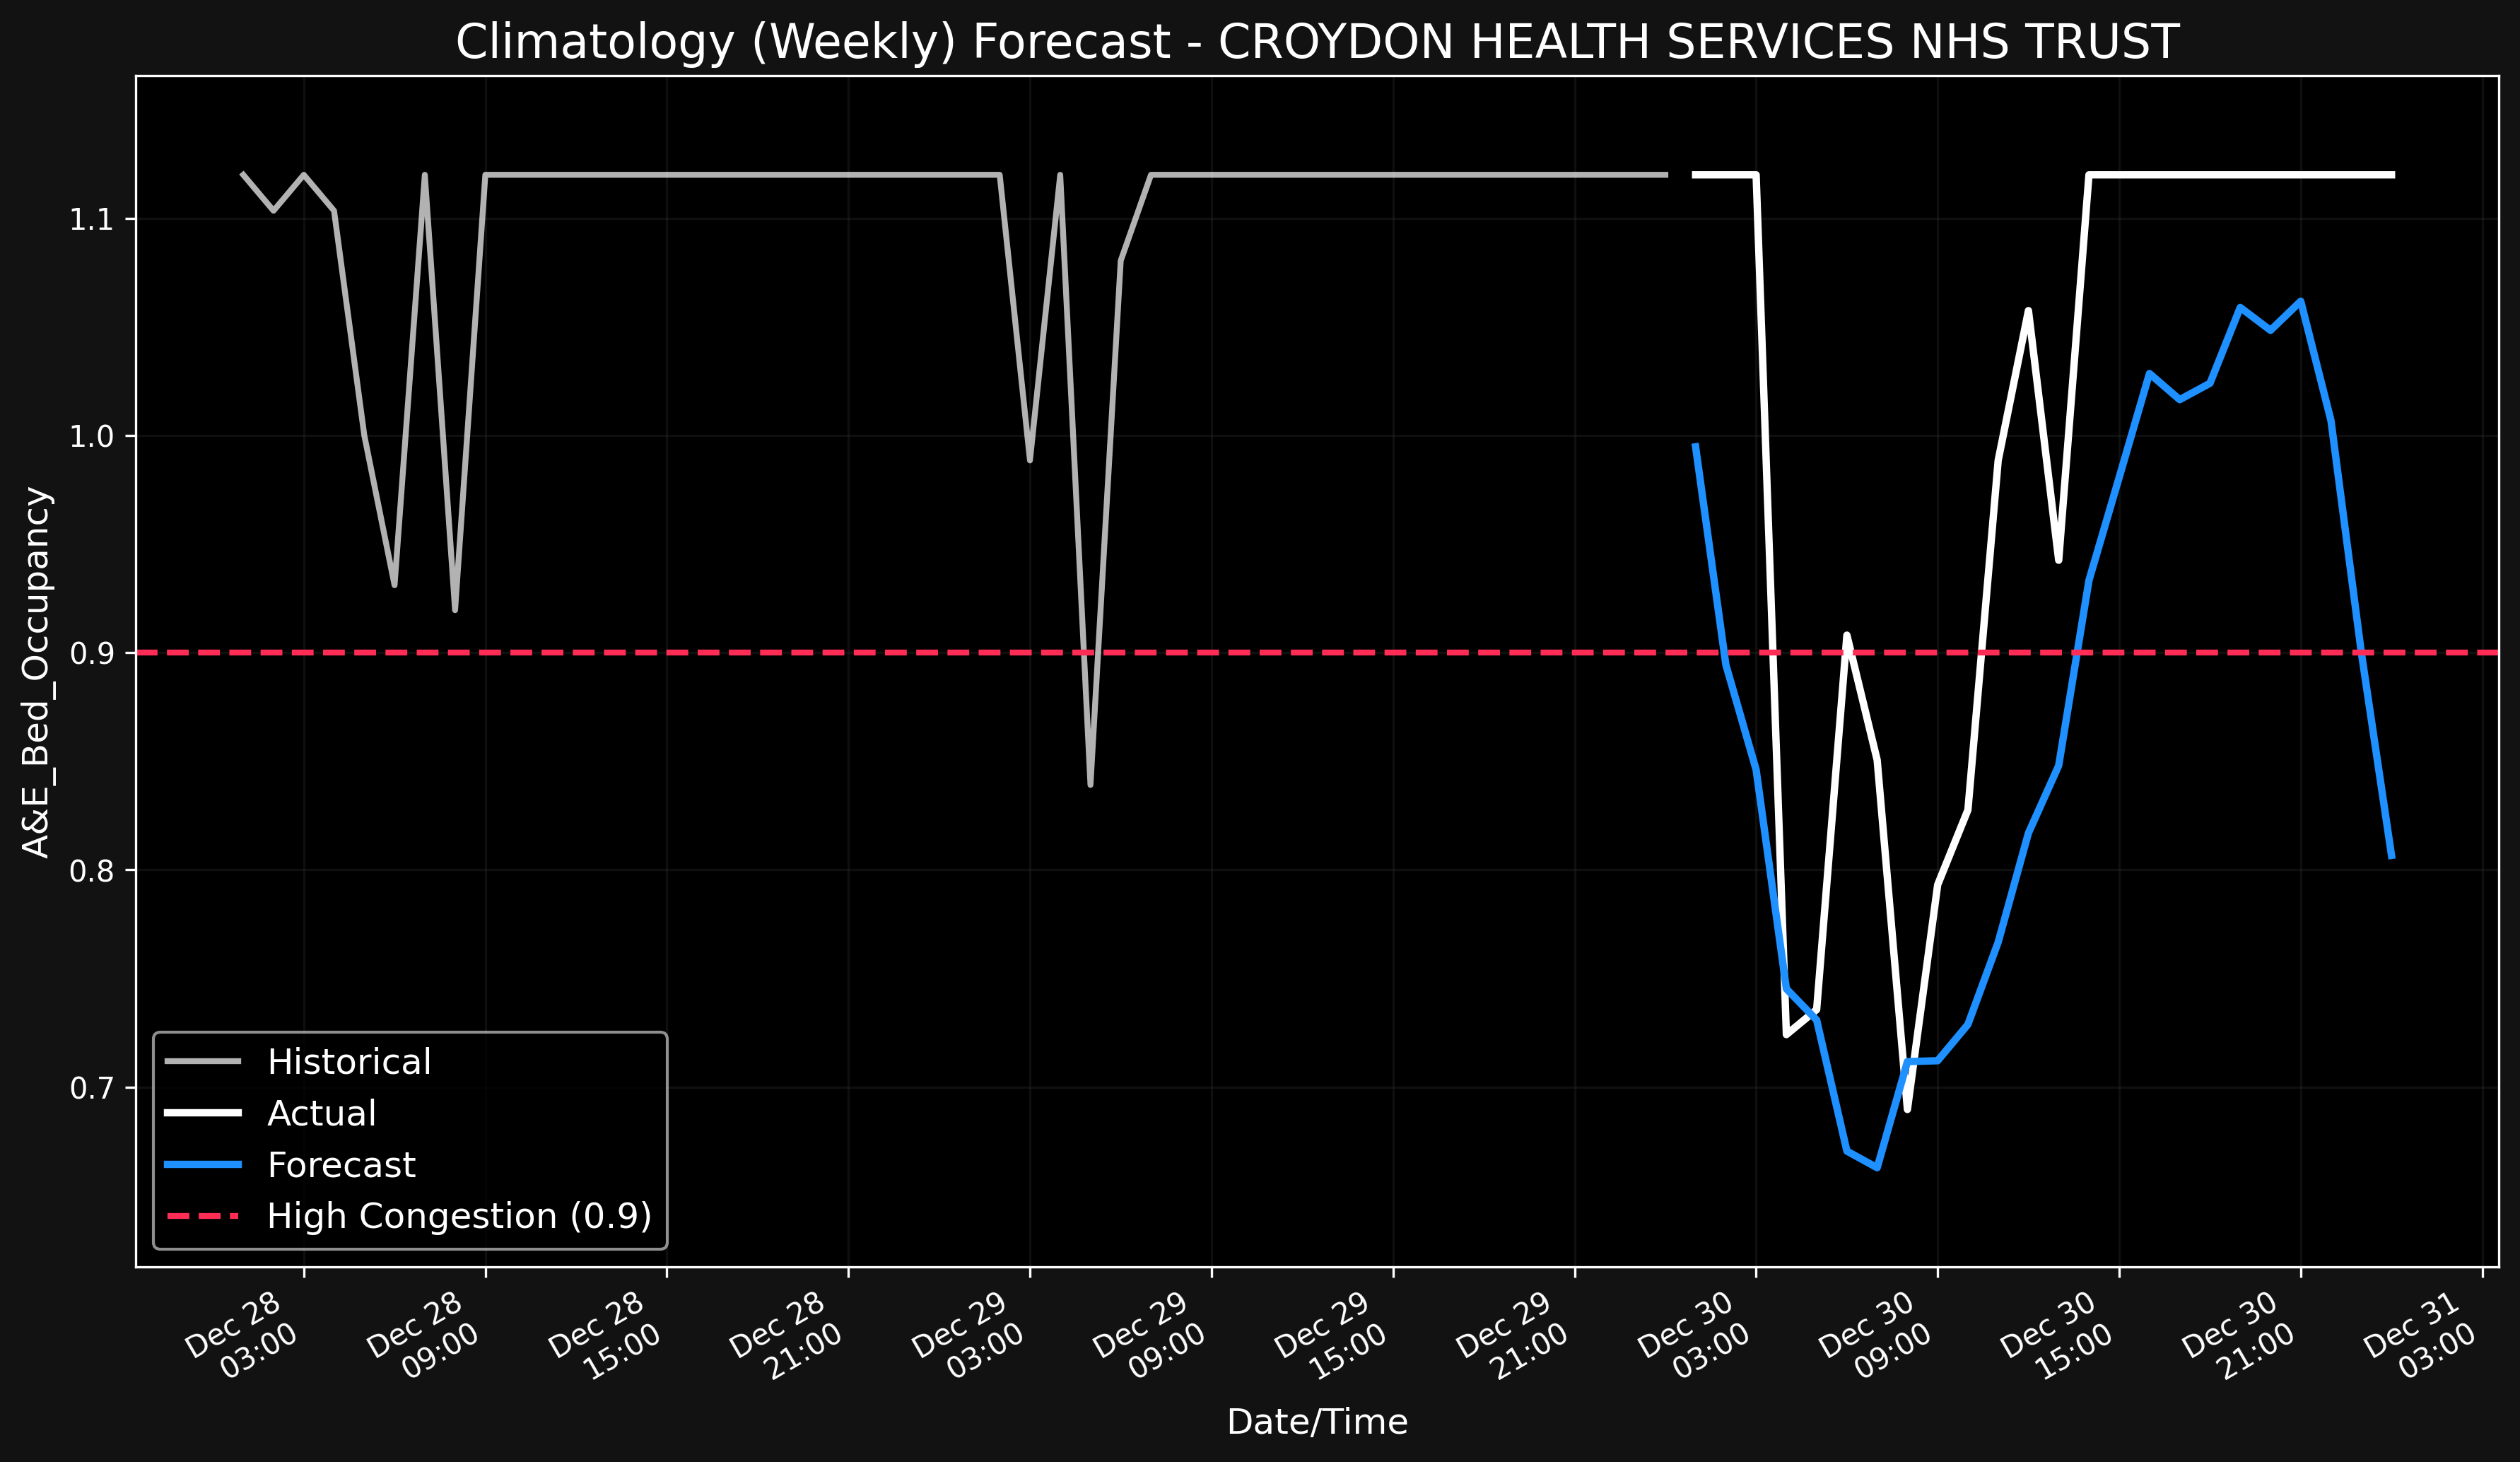 Climatology (Weekly) Forecast - CROYDON HEALTH SERVICES NHS TRUST
A&E_Bed_Occupancy
1.1
1.0
0.9
0.8
0.7
Historical
Actual
Forecast
High Congestion (0.9)
Dec 28
03:00
Dec 28
09:00
Dec 28
15:00
Dec 28
21:00
Dec 29
03:00
Dec 29
09:00
Dec 29
15:00
Dec 29
21:00
Dec 30
03:00
Dec 30
09:00
Dec 30
15:00
Dec 30
21:00
Dec 31
03:00
Date/Time